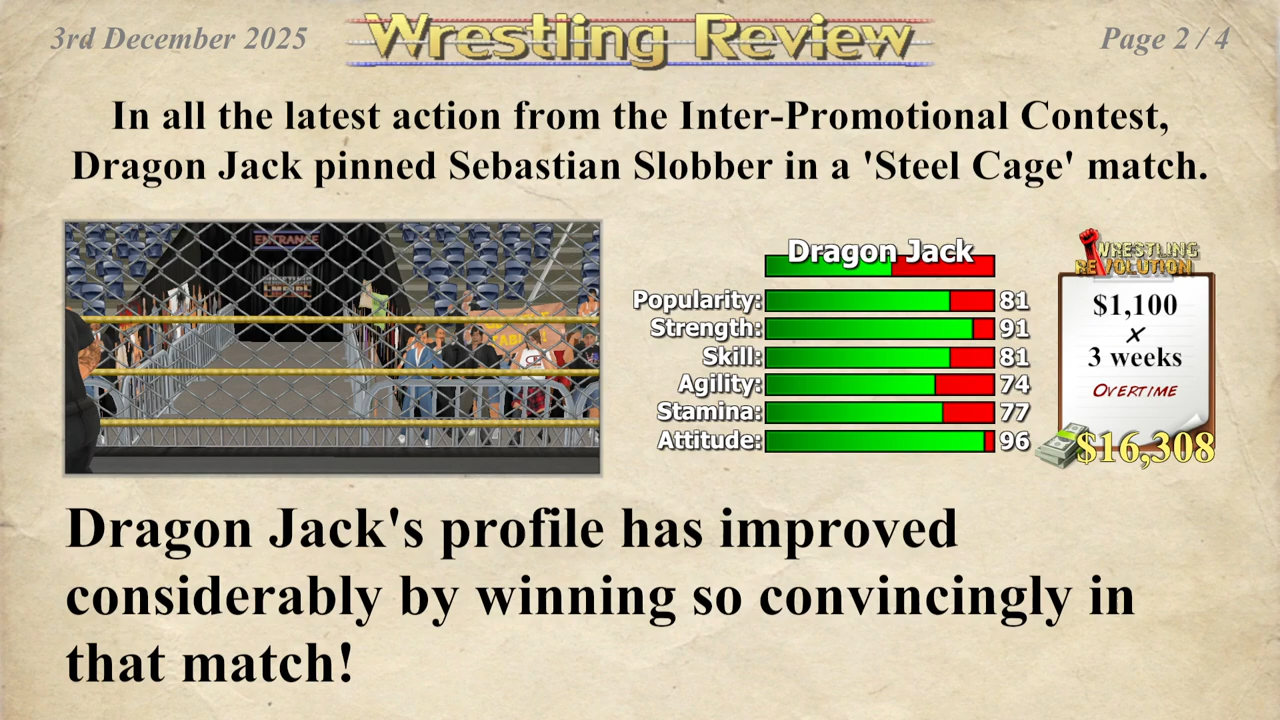 3rd December 2025
Wrestling Review
Page 2 / 4
In all the latest action from the Inter-Promotional Contest,
Dragon Jack pinned Sebastian Slobber in a 'Steel Cage' match.
ENTRANCE
Dragon Jack
Popularity: 81
Strength: 91
Skill: 81
Agility: 74
Stamina: 77
Attitude: 96
WRESTLING
REVOLUTION
$1,100
x
3 weeks
OVERTIME
$16,308
Dragon Jack's profile has improved
considerably by winning so convincingly in
that match!